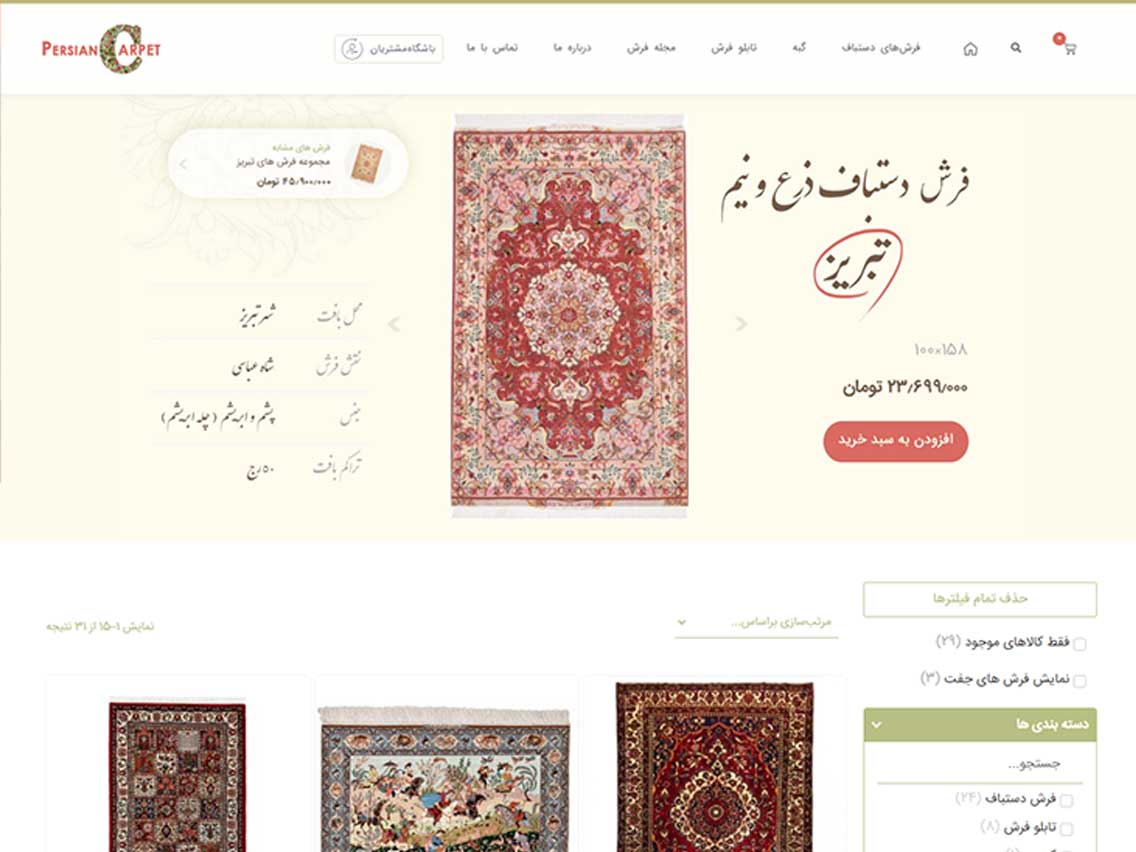 PERSIAN CARPET
فرش‌های دستباف
گبه
تابلو فرش
مجله فرش
درباره ما
تماس با ما
باشگاه‌مشتریان
فرش دستباف ذرع و نیم
تبریز
۱۰۰×۱۵۸
۲۳٫۶۹۹٫۰۰۰ تومان
افزودن به سبد خرید
فرش های مشابه
مجموعه فرش های تبریز
۴۵٫۹۰۰٫۰۰۰ تومان
محل بافت شهر تبریز
نقش فرش شاه عباسی
جنس پشم و ابریشم ( چله ابریشم )
تراکم بافت ۵۰ رج
حذف تمام فیلترها
فقط کالاهای موجود (۲۹)
نمایش فرش های جفت (۳)
دسته بندی ها
جستجو...
فرش دستباف (۲۴)
تابلو فرش (۸)
مرتب‌سازی براساس...
نمایش ۱–۱۵ از ۳۱ نتیجه